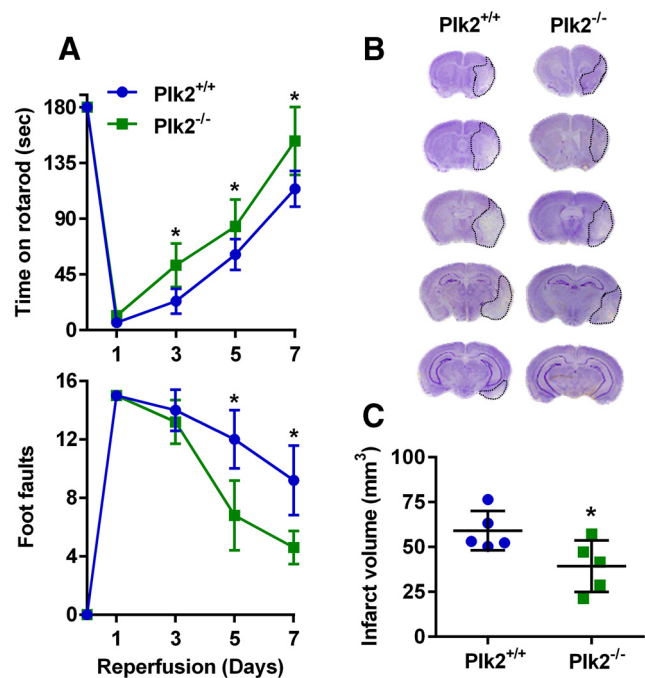 A
Plk2+/+
Plk2-/-
Time on rotarod (sec)
180
135
90
45
0
* * *
1 3 5 7
Foot faults
16
12
8
4
0
* *
1 3 5 7
Reperfusion (Days)
B
Plk2+/+ Plk2-/-
C
Infarct volume (mm3)
100
75
50
25
0
*
Plk2+/+ Plk2-/-